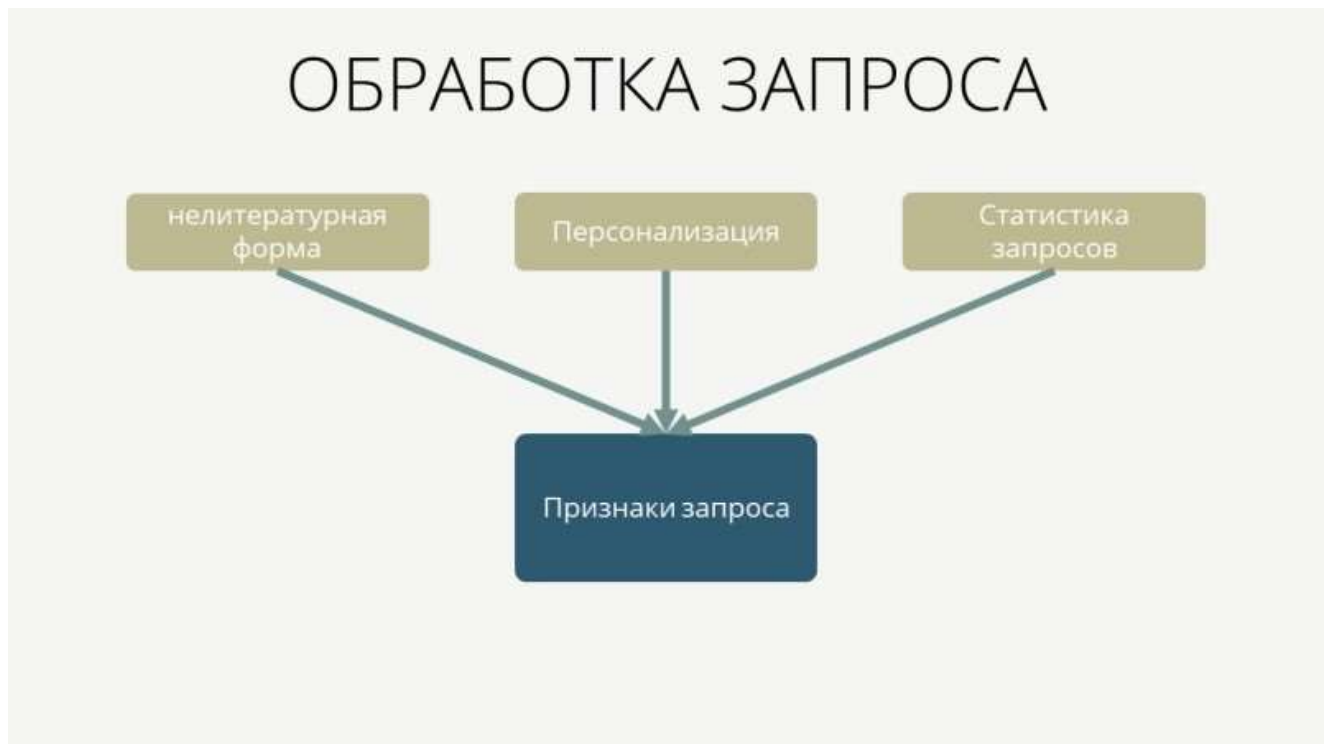 ОБРАБОТКА ЗАПРОСА
нелитературная
форма
Персонализация
Статистика
запросов
Признаки запроса